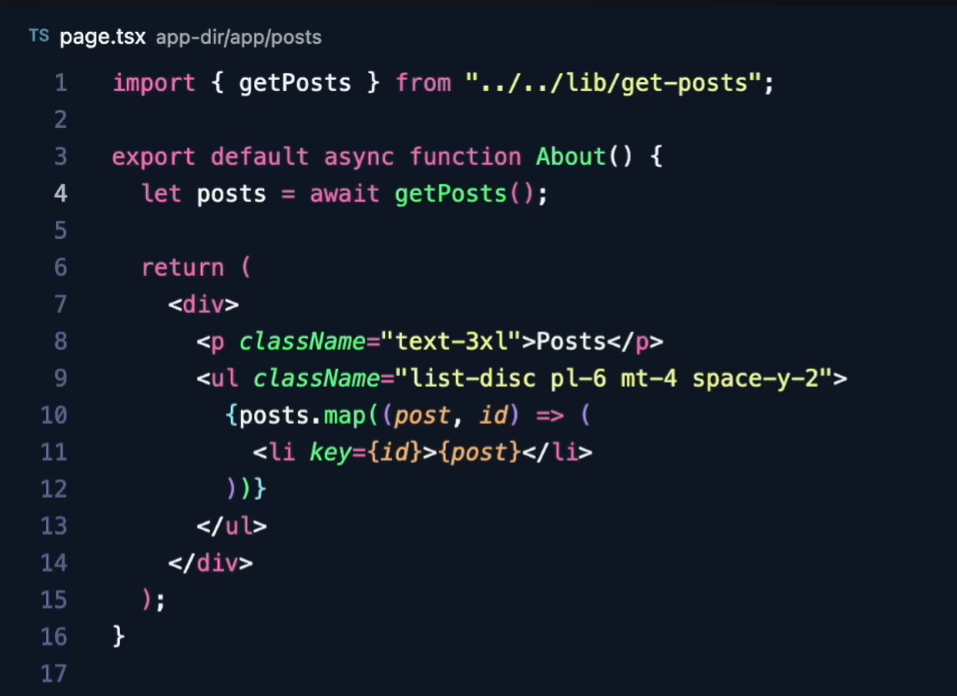 TS page.tsx app-dir/app/posts
1 import { getPosts } from "../../lib/get-posts";
2
3 export default async function About() {
4   let posts = await getPosts();
5
6   return (
7     <div>
8       <p className="text-3xl">Posts</p>
9       <ul className="list-disc pl-6 mt-4 space-y-2">
10         {posts.map((post, id) => (
11           <li key={id}>{post}</li>
12         ))}
13       </ul>
14     </div>
15   );
16 }
17